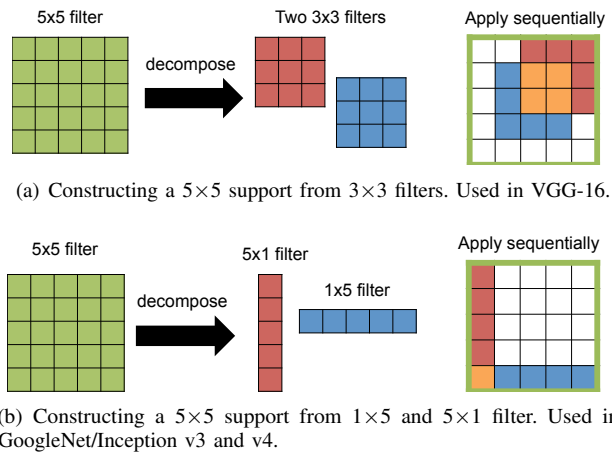 5x5 filter
Two 3x3 filters
Apply sequentially
decompose
(a) Constructing a 5×5 support from 3×3 filters. Used in VGG-16.
5x5 filter
5x1 filter
Apply sequentially
decompose
1x5 filter
(b) Constructing a 5×5 support from 1×5 and 5×1 filter. Used in
GoogleNet/Inception v3 and v4.